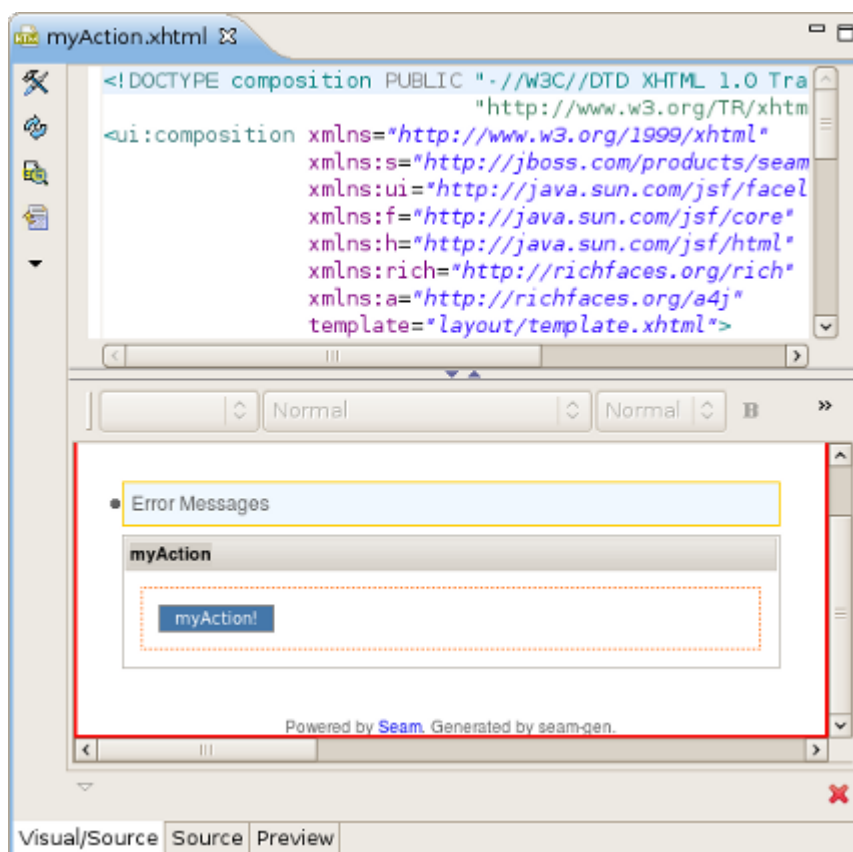 myAction.xhtml
<!DOCTYPE composition PUBLIC "-//W3C//DTD XHTML 1.0 Tra
"http://www.w3.org/TR/xhtm
<ui:composition xmlns="http://www.w3.org/1999/xhtml"
xmlns:s="http://jboss.com/products/seam
xmlns:ui="http://java.sun.com/jsf/facel
xmlns:f="http://java.sun.com/jsf/core"
xmlns:h="http://java.sun.com/jsf/html"
xmlns:rich="http://richfaces.org/rich"
xmlns:a="http://richfaces.org/a4j"
template="layout/template.xhtml">
Normal Normal B »
Error Messages
myAction
myAction!
Powered by Seam. Generated by seam-gen.
Visual/Source Source Preview